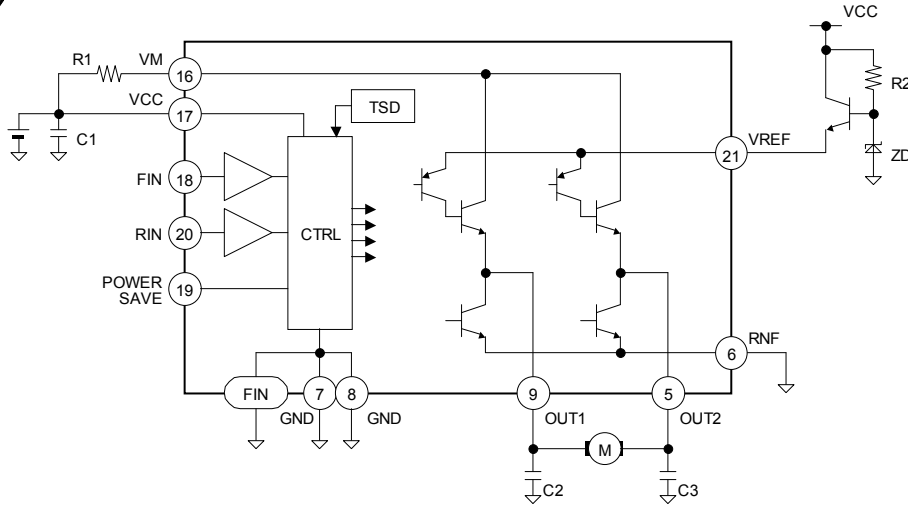 VCC
R1
VM
16
R2
VCC
17
TSD
C1
21
VREF
ZD
FIN
18
RIN
20
CTRL
POWER
SAVE
19
RNF
6
FIN
7
8
GND
GND
9
OUT1
5
OUT2
M
C2
C3